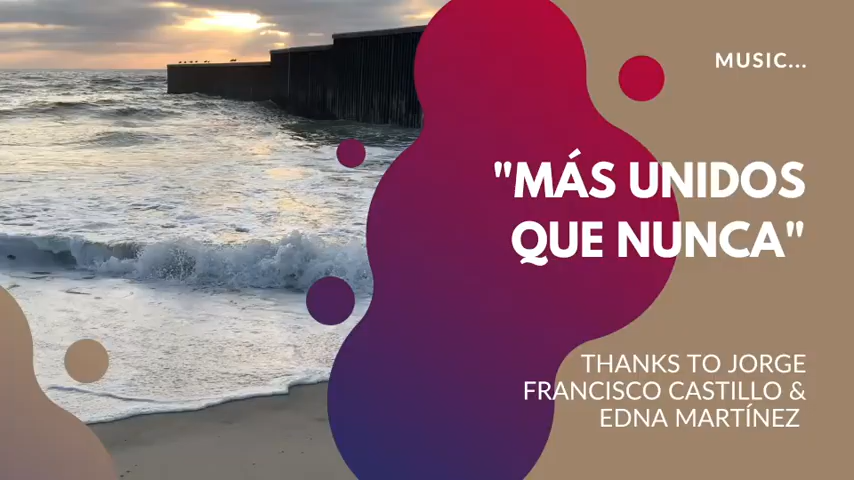 MUSIC...
"MÁS UNIDOS
QUE NUNCA"
THANKS TO JORGE
FRANCISCO CASTILLO &
EDNA MARTÍNEZ